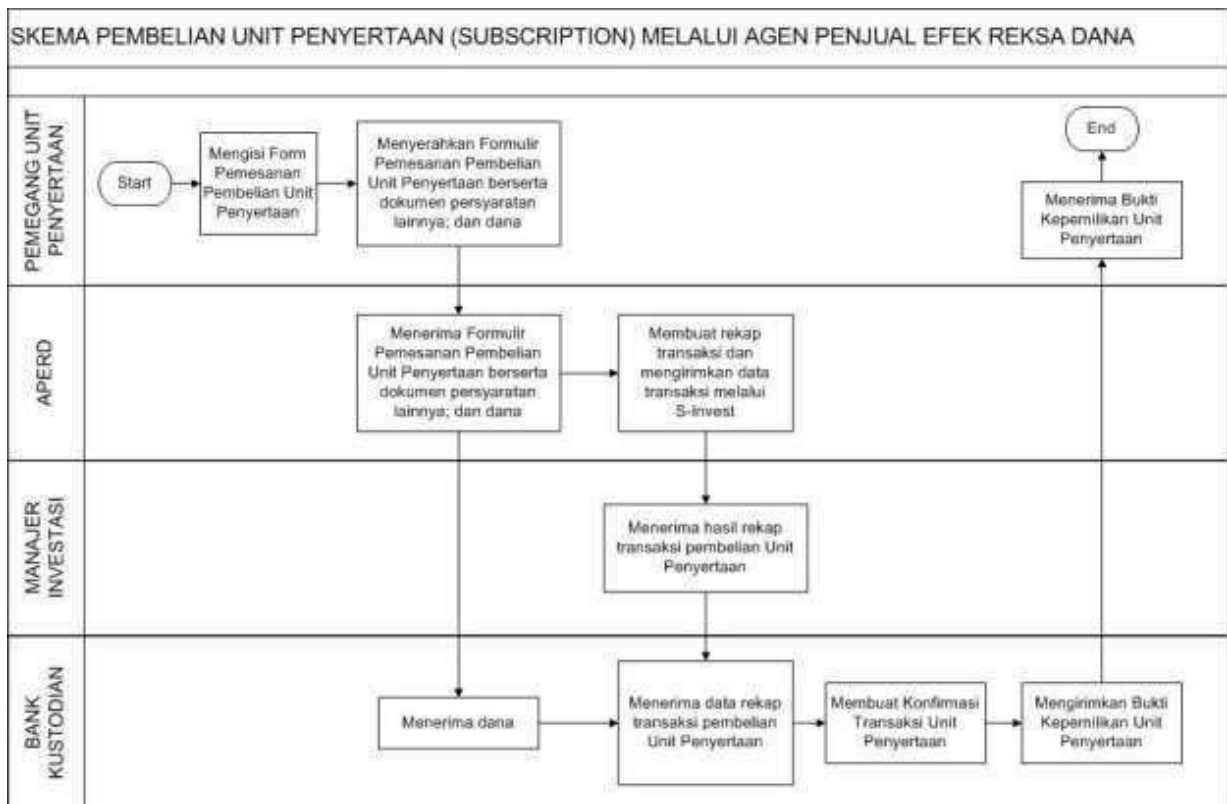 SKEMA PEMBELIAN UNIT PENYERTAAN (SUBSCRIPTION) MELALUI AGEN PENJUAL EFEK REKSA DANA
PEMEGANG UNIT
PENYERTAAN
Start
Mengisi Form
Pemesanan
Pembelian Unit
Penyertaan
Menyerahkan Formulir
Pemesanan Pembelian
Unit Penyertaan berserta
dokumen persyaratan
lainnya; dan dana
End
Menerima Bukti
Kepemilikan Unit
Penyertaan
APERD
Menerima Formulir
Pemesanan Pembelian
Unit Penyertaan berserta
dokumen persyaratan
lainnya; dan dana
Membuat rekap
transaksi dan
mengirimkan data
transaksi melalui
S-Invest
MANAJER
INVESTASI
Menerima hasil rekap
transaksi pembelian Unit
Penyertaan
BANK
KUSTODIAN
Menerima dana
Menerima data rekap
transaksi pembelian
Unit Penyertaan
Membuat Konfirmasi
Transaksi Unit
Penyertaan
Mengirimkan Bukti
Kepemilikan Unit
Penyertaan